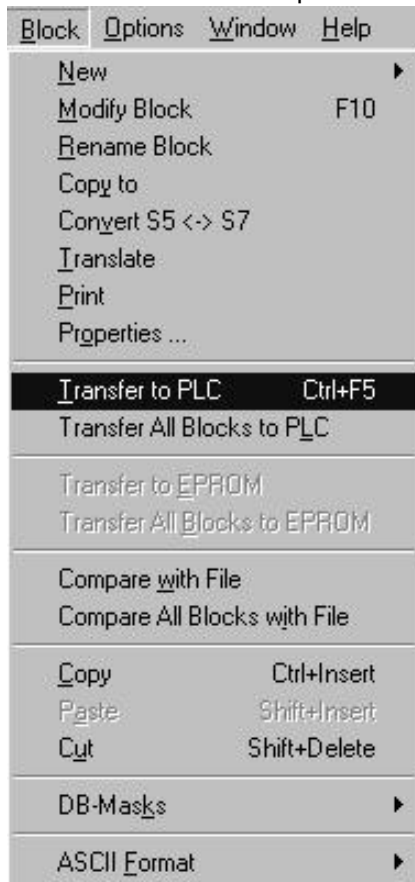 Block Options Window Help
New
Modify Block F10
Rename Block
Copy to
Convert S5 <-> S7
Translate
Print
Properties ...
Transfer to PLC Ctrl+F5
Transfer All Blocks to PLC
Transfer to EPROM
Transfer All Blocks to EPROM
Compare with File
Compare All Blocks with File
Copy Ctrl+Insert
Paste Shift+Insert
Cut Shift+Delete
DB-Masks
ASCII Format